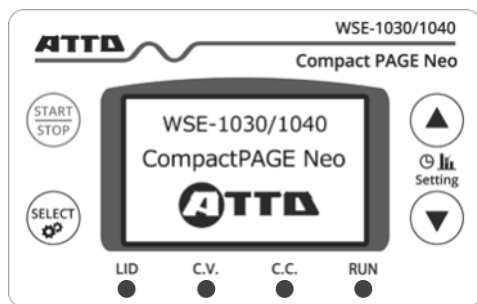 ATTO
WSE-1030/1040
Compact PAGE Neo
START
STOP
WSE-1030/1040
CompactPAGE Neo
ATTO
Setting
SELECT
LID C.V. C.C. RUN